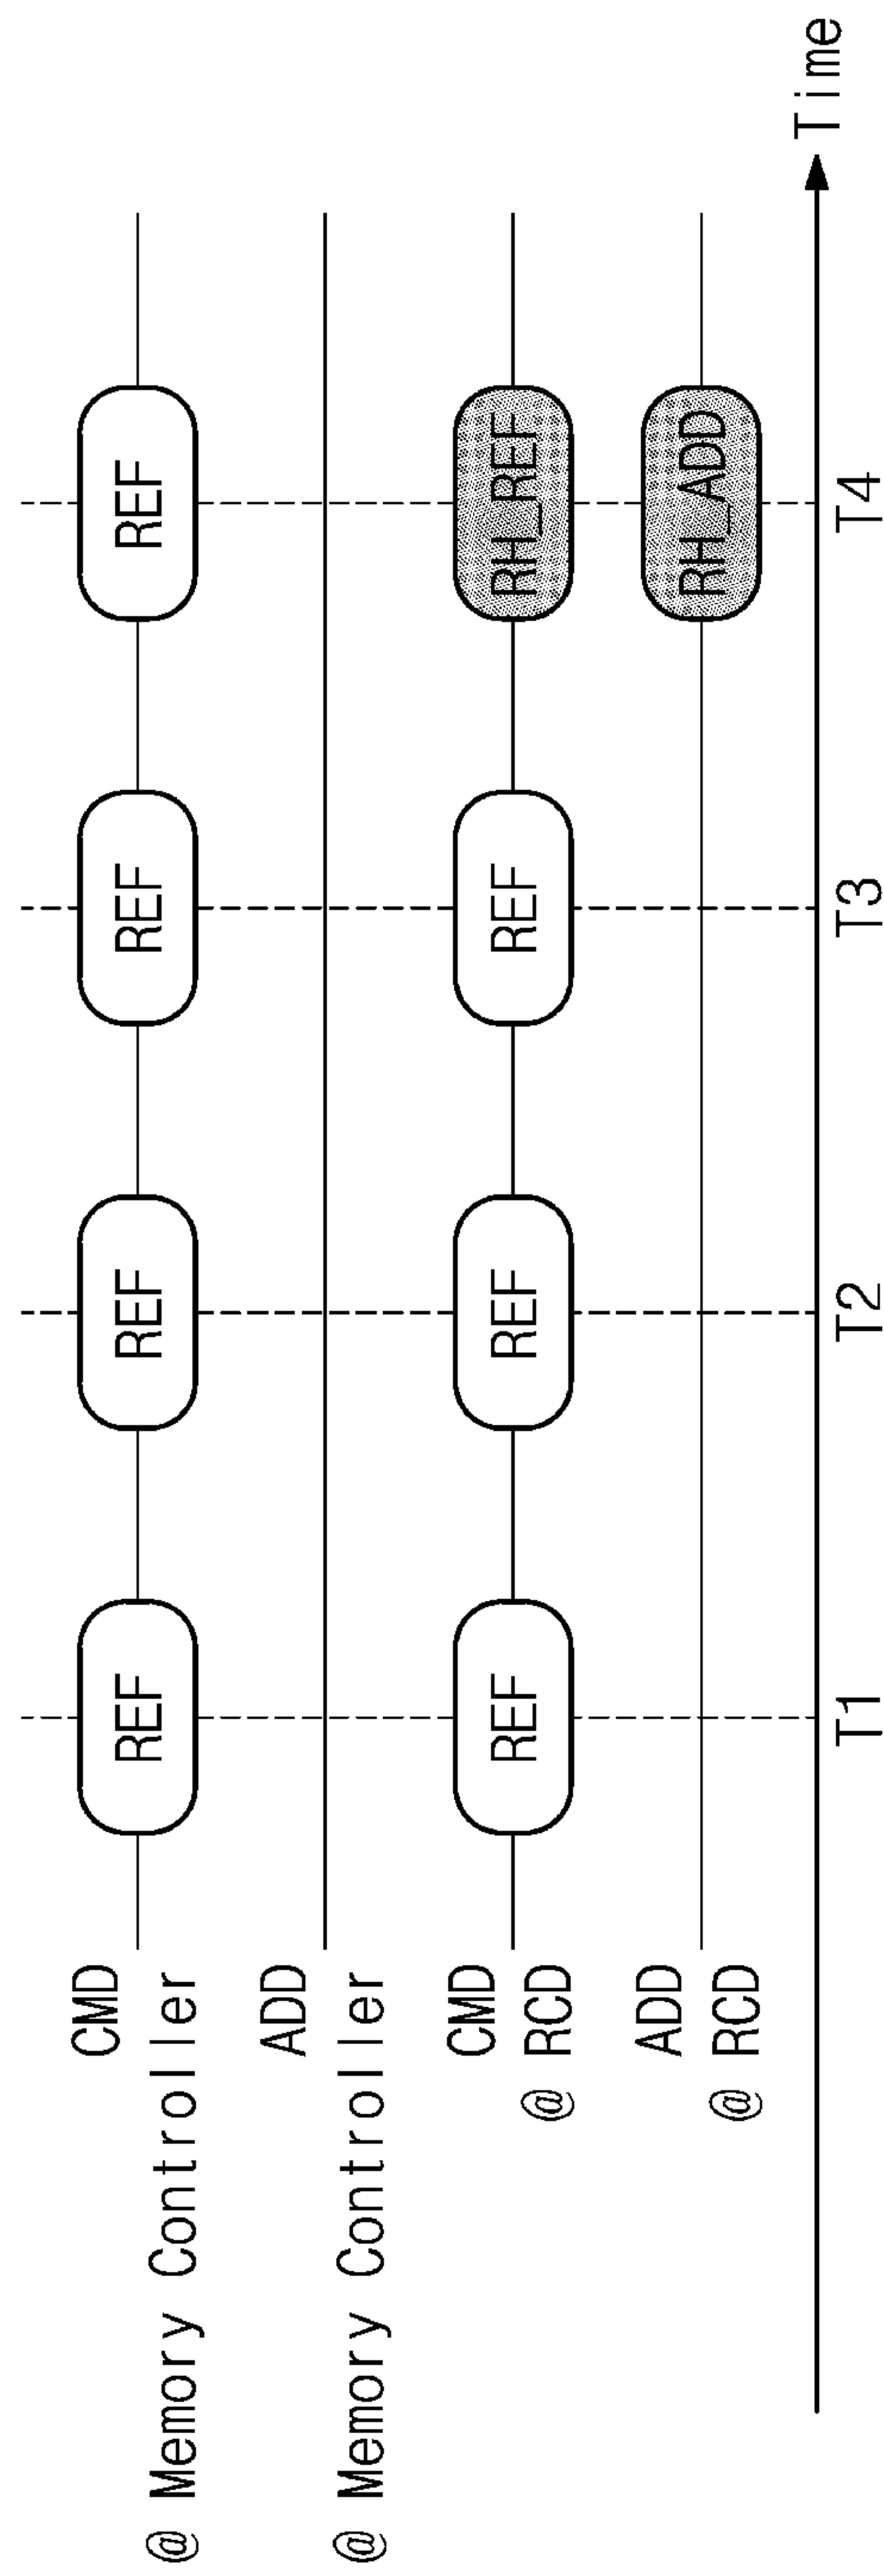 CMD
@ Memory Controller
REF REF REF REF
ADD
@ Memory Controller
CMD
@ RCD
REF REF REF RH_REF
ADD
@ RCD
RH_ADD
Time
T1 T2 T3 T4